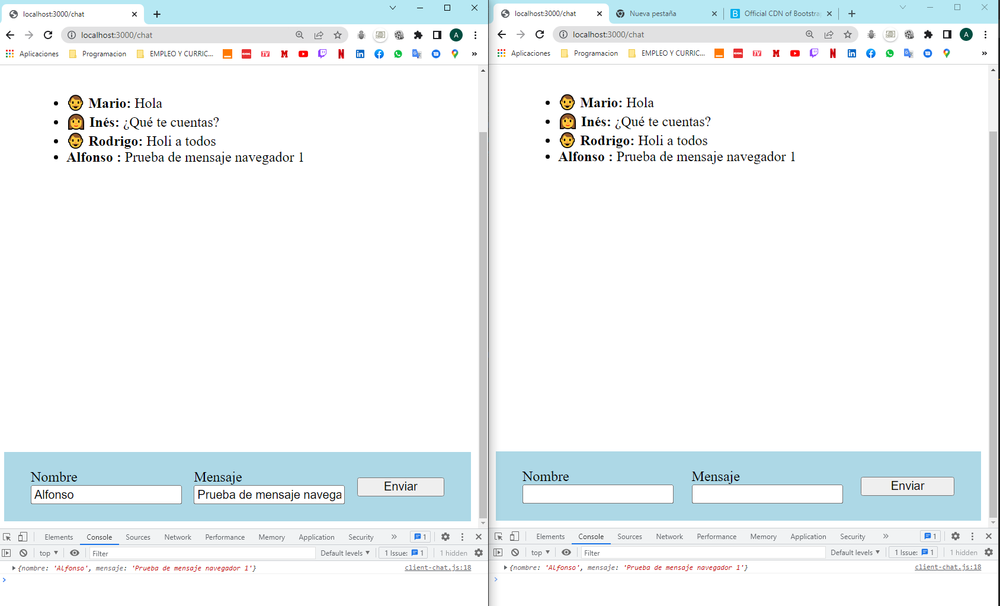 localhost:3000/chat
localhost:3000/chat
Aplicaciones Programacion EMPLEO Y CURRIC... »
Mario: Hola
Inés: ¿Qué te cuentas?
Rodrigo: Holi a todos
Alfonso : Prueba de mensaje navegador 1
Nombre Mensaje
Alfonso Prueba de mensaje navega Enviar
Elements Console Sources Network Performance Memory Application Security » 1
top Filter Default levels 1 Issue: 1 1 hidden
{nombre: 'Alfonso', mensaje: 'Prueba de mensaje navegador 1'} client-chat.js:18
localhost:3000/chat Nueva pestaña Official CDN of Bootstra
localhost:3000/chat
Aplicaciones Programacion EMPLEO Y CURRIC... »
Mario: Hola
Inés: ¿Qué te cuentas?
Rodrigo: Holi a todos
Alfonso : Prueba de mensaje navegador 1
Nombre Mensaje
Enviar
Elements Console Sources Network Performance Memory Application Security » 1
top Filter Default levels 1 Issue: 1 1 hidden
{nombre: 'Alfonso', mensaje: 'Prueba de mensaje navegador 1'} client-chat.js:18